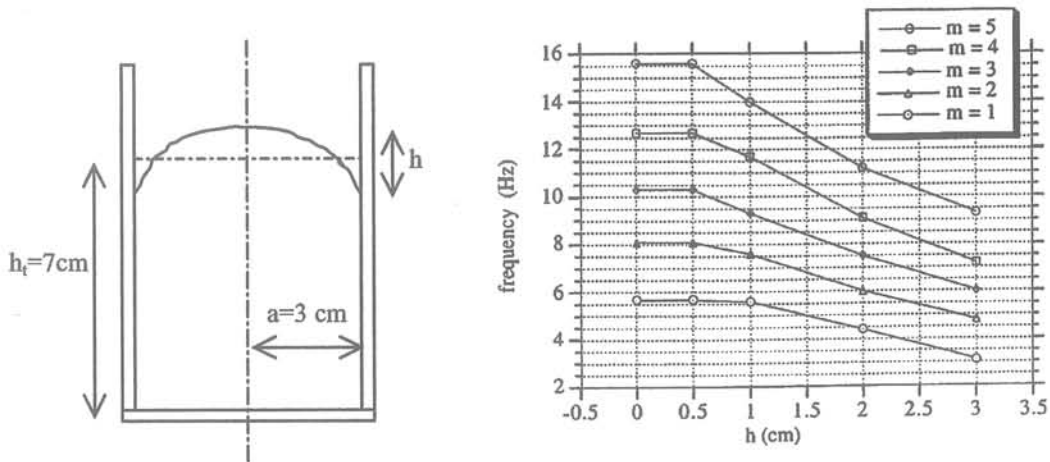 h
hₜ=7cm
a=3 cm
m = 5
m = 4
m = 3
m = 2
m = 1
frequency (Hz)
16
14
12
10
8
6
4
2
-0.5 0 0.5 1 1.5 2 2.5 3 3.5
h (cm)